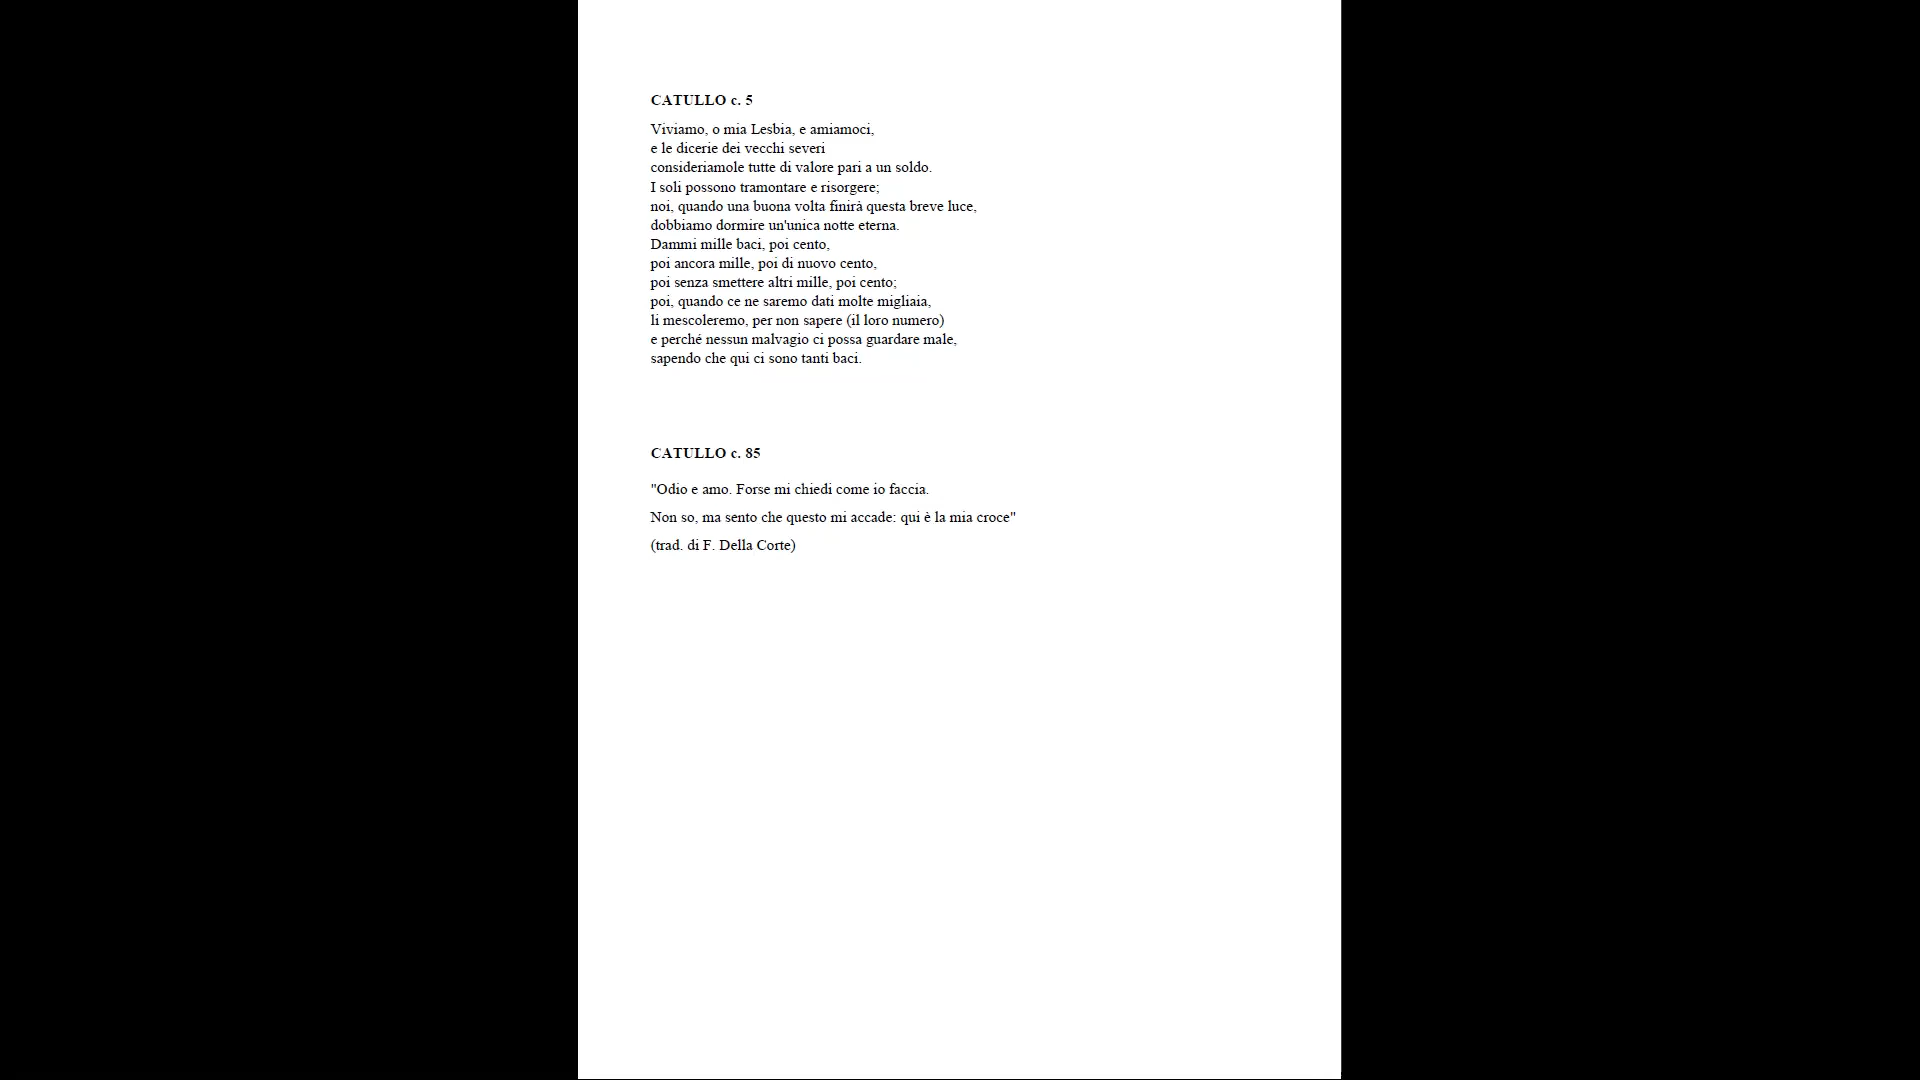 CATULLO c. 5
Viviamo, o mia Lesbia, e amiamoci,
e le dicerie dei vecchi severi
consideriamole tutte di valore pari a un soldo.
I soli possono tramontare e risorgere;
noi, quando una buona volta finirà questa breve luce,
dobbiamo dormire un'unica notte eterna.
Dammi mille baci, poi cento,
poi ancora mille, poi di nuovo cento,
poi senza smettere altri mille, poi cento;
poi, quando ce ne saremo dati molte migliaia,
li mescoleremo, per non sapere (il loro numero)
e perché nessun malvagio ci possa guardare male,
sapendo che qui ci sono tanti baci.
CATULLO c. 85
"Odio e amo. Forse mi chiedi come io faccia.
Non so, ma sento che questo mi accade: qui è la mia croce"
(trad. di F. Della Corte)